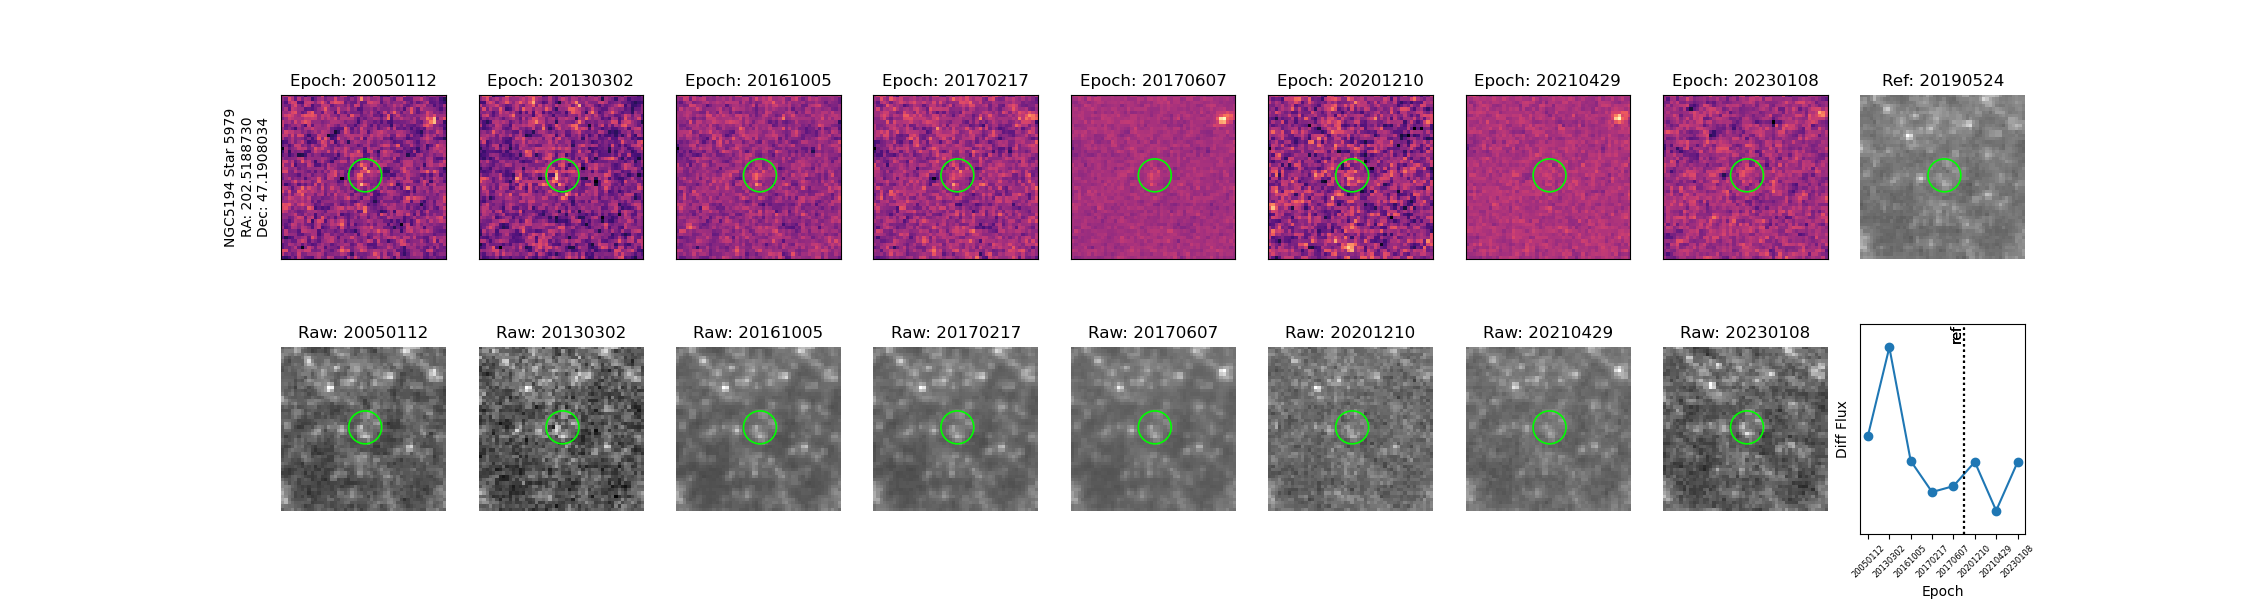 NGC5194 Star 5979
RA: 202.5188730
Dec: 47.1908034
Epoch: 20050112
Epoch: 20130302
Epoch: 20161005
Epoch: 20170217
Epoch: 20170607
Epoch: 20201210
Epoch: 20210429
Epoch: 20230108
Ref: 20190524
Raw: 20050112
Raw: 20130302
Raw: 20161005
Raw: 20170217
Raw: 20170607
Raw: 20201210
Raw: 20210429
Raw: 20230108
ref
Diff Flux
20050112
20130302
20161005
20170217
20170607
20201210
20210429
20230108
Epoch